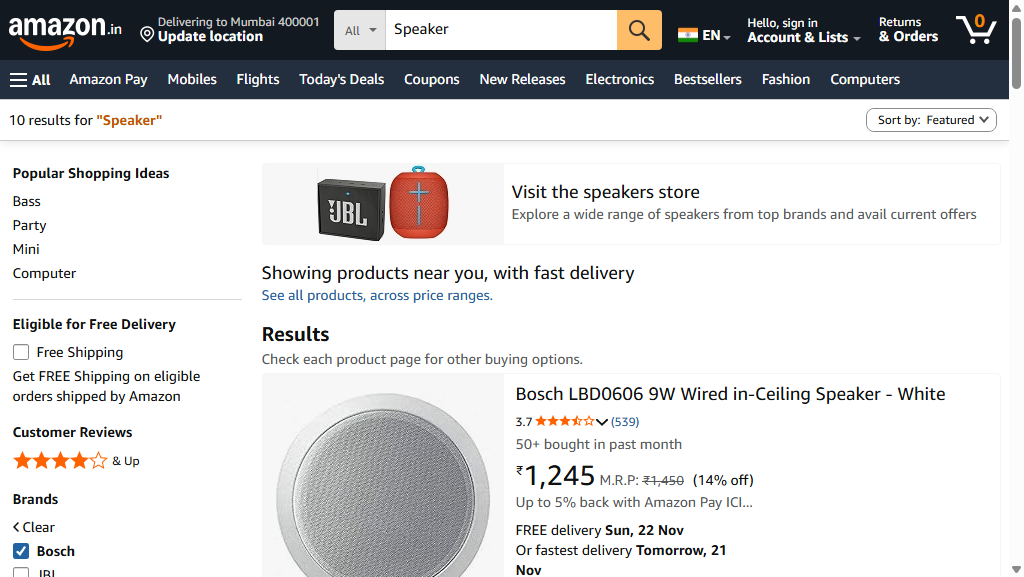 amazon.in
Delivering to Mumbai 400001
Update location
All
Speaker
EN
Hello, sign in
Account & Lists
Returns
& Orders
0
All
Amazon Pay
Mobiles
Flights
Today's Deals
Coupons
New Releases
Electronics
Bestsellers
Fashion
Computers
10 results for "Speaker"
Sort by: Featured
Popular Shopping Ideas
Bass
Party
Mini
Computer
Eligible for Free Delivery
Free Shipping
Get FREE Shipping on eligible
orders shipped by Amazon
Customer Reviews
& Up
Brands
Clear
Bosch
JBL
JBL
Visit the speakers store
Explore a wide range of speakers from top brands and avail current offers
Showing products near you, with fast delivery
See all products, across price ranges.
Results
Check each product page for other buying options.
Bosch LBD0606 9W Wired in-Ceiling Speaker - White
3.7 (539)
50+ bought in past month
₹1,245 M.R.P: ₹1,450 (14% off)
Up to 5% back with Amazon Pay ICI...
FREE delivery Sun, 22 Nov
Or fastest delivery Tomorrow, 21
Nov